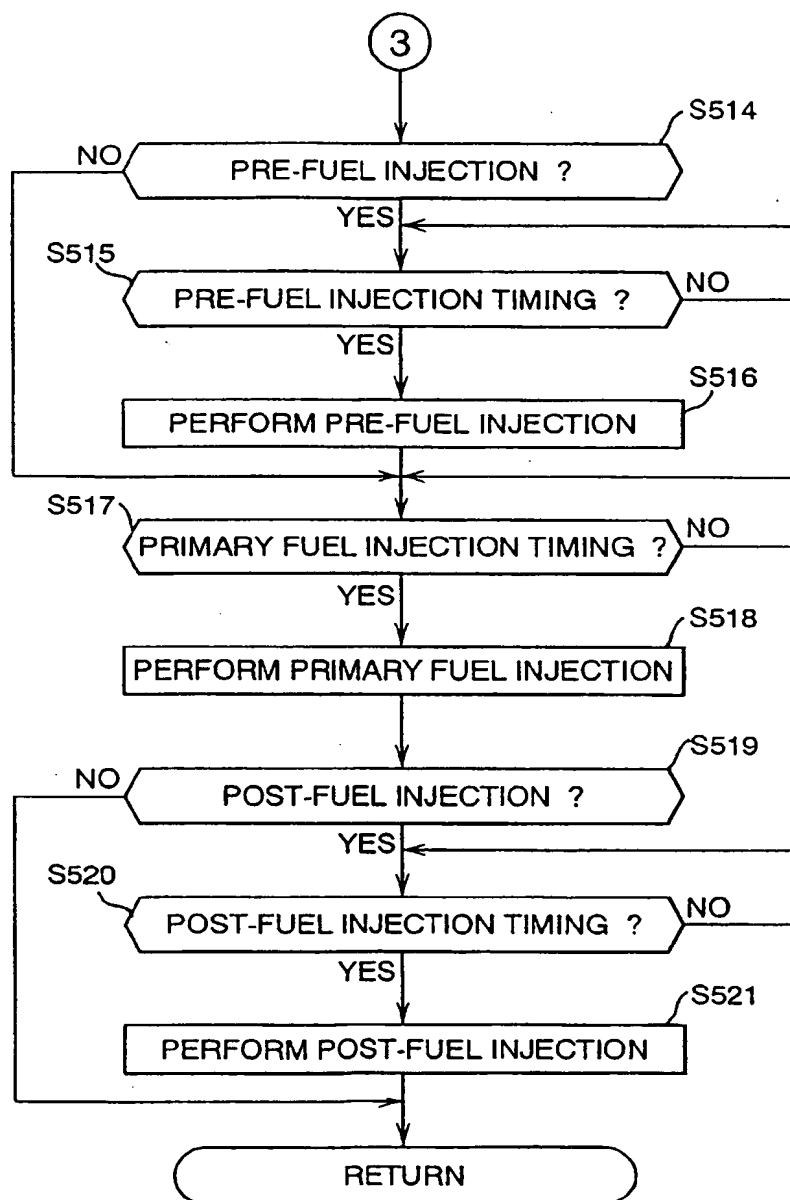 3
S514
NO
PRE-FUEL INJECTION ?
YES
S515
PRE-FUEL INJECTION TIMING ?
NO
YES
S516
PERFORM PRE-FUEL INJECTION
S517
PRIMARY FUEL INJECTION TIMING ?
NO
YES
S518
PERFORM PRIMARY FUEL INJECTION
S519
NO
POST-FUEL INJECTION ?
YES
S520
POST-FUEL INJECTION TIMING ?
NO
YES
S521
PERFORM POST-FUEL INJECTION
RETURN